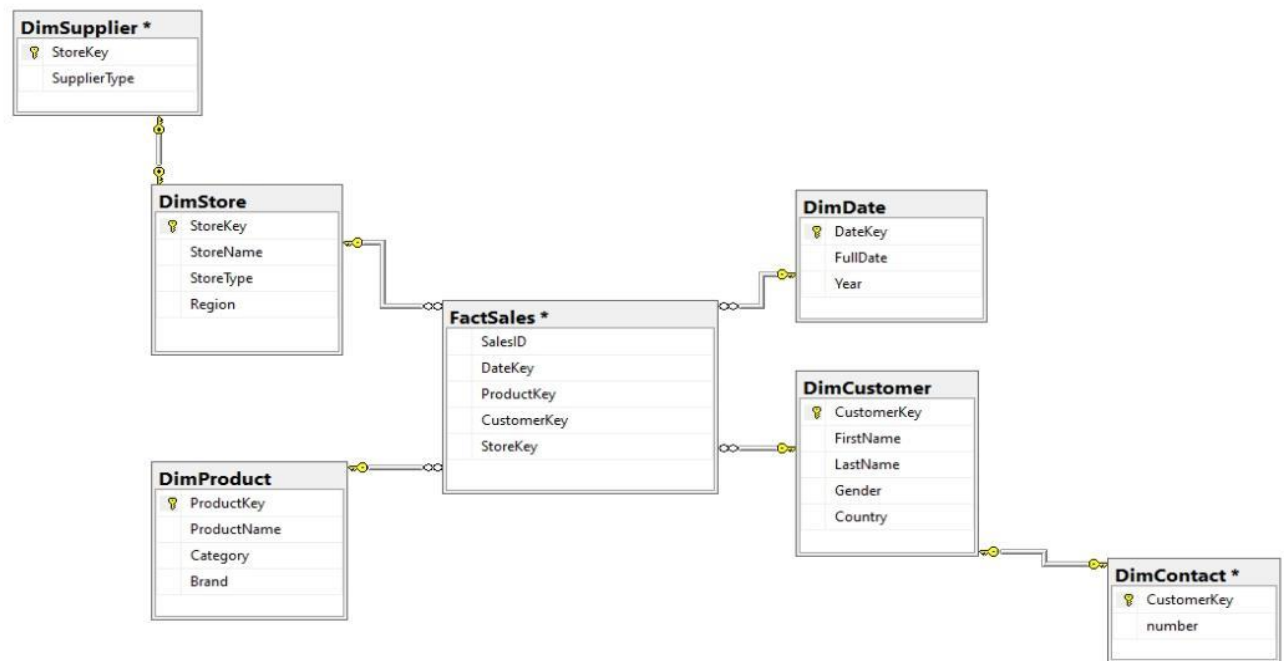 DimSupplier *
StoreKey
SupplierType
DimStore
StoreKey
StoreName
StoreType
Region
DimDate
DateKey
FullDate
Year
FactSales *
SalesID
DateKey
ProductKey
CustomerKey
StoreKey
DimCustomer
CustomerKey
FirstName
LastName
Gender
Country
DimProduct
ProductKey
ProductName
Category
Brand
DimContact *
CustomerKey
number